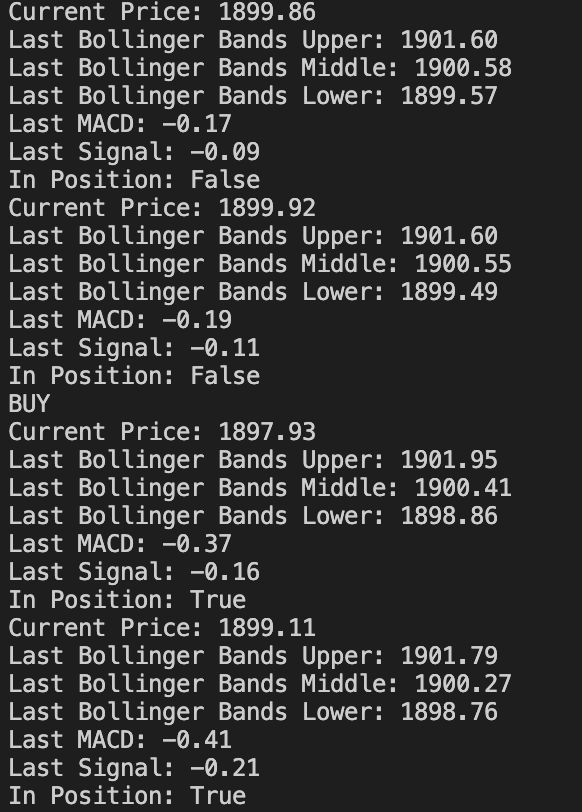 Current Price: 1899.86
Last Bollinger Bands Upper: 1901.60
Last Bollinger Bands Middle: 1900.58
Last Bollinger Bands Lower: 1899.57
Last MACD: -0.17
Last Signal: -0.09
In Position: False
Current Price: 1899.92
Last Bollinger Bands Upper: 1901.60
Last Bollinger Bands Middle: 1900.55
Last Bollinger Bands Lower: 1899.49
Last MACD: -0.19
Last Signal: -0.11
In Position: False
BUY
Current Price: 1897.93
Last Bollinger Bands Upper: 1901.95
Last Bollinger Bands Middle: 1900.41
Last Bollinger Bands Lower: 1898.86
Last MACD: -0.37
Last Signal: -0.16
In Position: True
Current Price: 1899.11
Last Bollinger Bands Upper: 1901.79
Last Bollinger Bands Middle: 1900.27
Last Bollinger Bands Lower: 1898.76
Last MACD: -0.41
Last Signal: -0.21
In Position: True